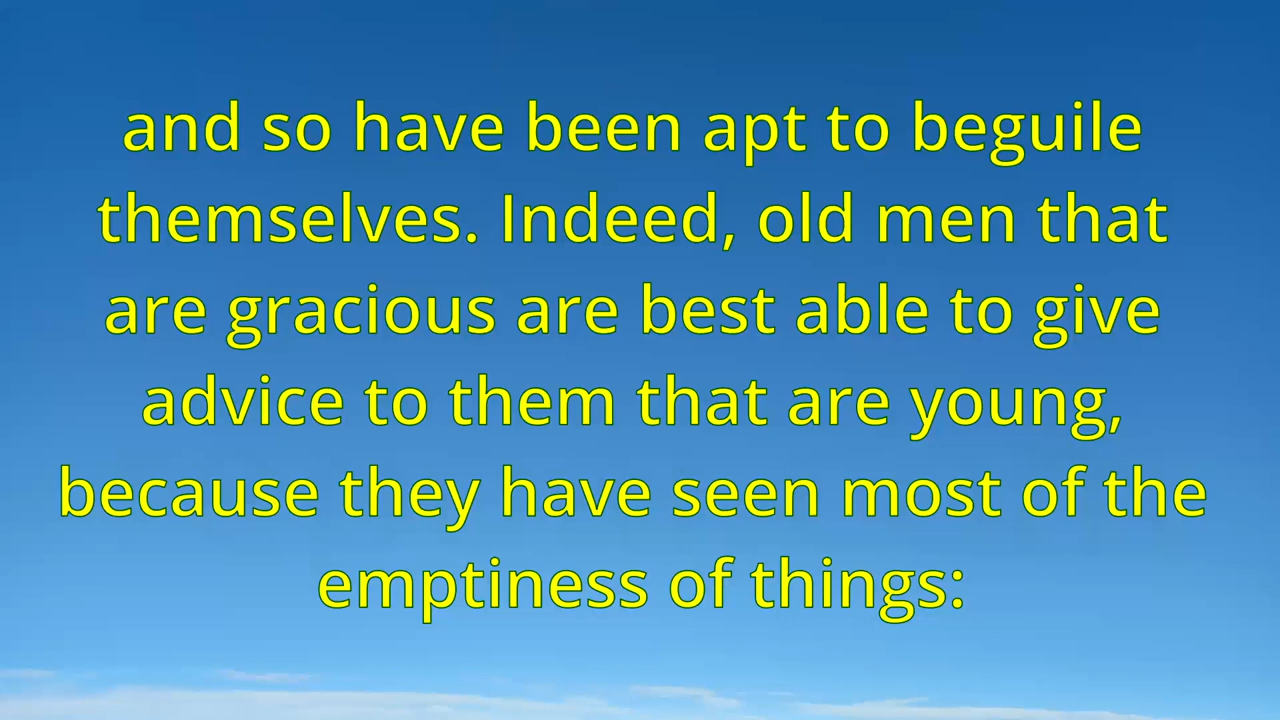 and so have been apt to beguile
themselves. Indeed, old men that
are gracious are best able to give
advice to them that are young,
because they have seen most of the
emptiness of things: